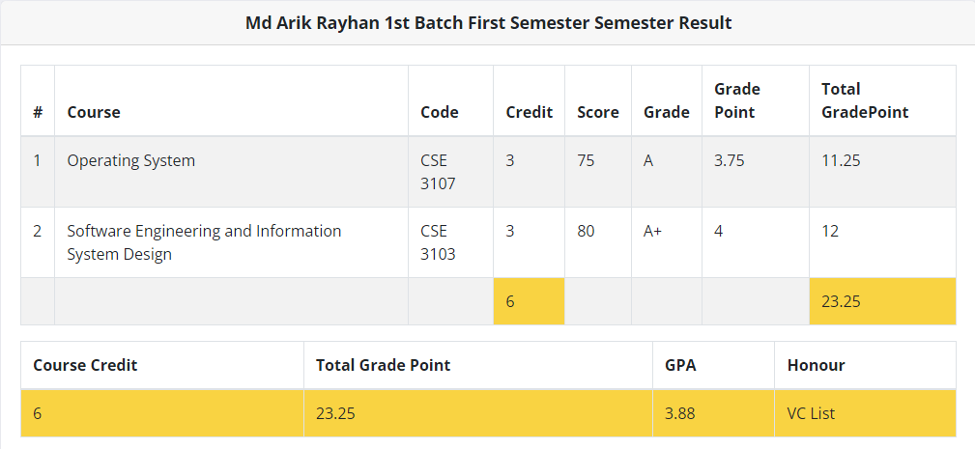 Md Arik Rayhan 1st Batch First Semester Semester Result
# Course Code Credit Score Grade Grade Point Total GradePoint
1 Operating System CSE 3107 3 75 A 3.75 11.25
2 Software Engineering and Information System Design CSE 3103 3 80 A+ 4 12
6 23.25
Course Credit Total Grade Point GPA Honour
6 23.25 3.88 VC List